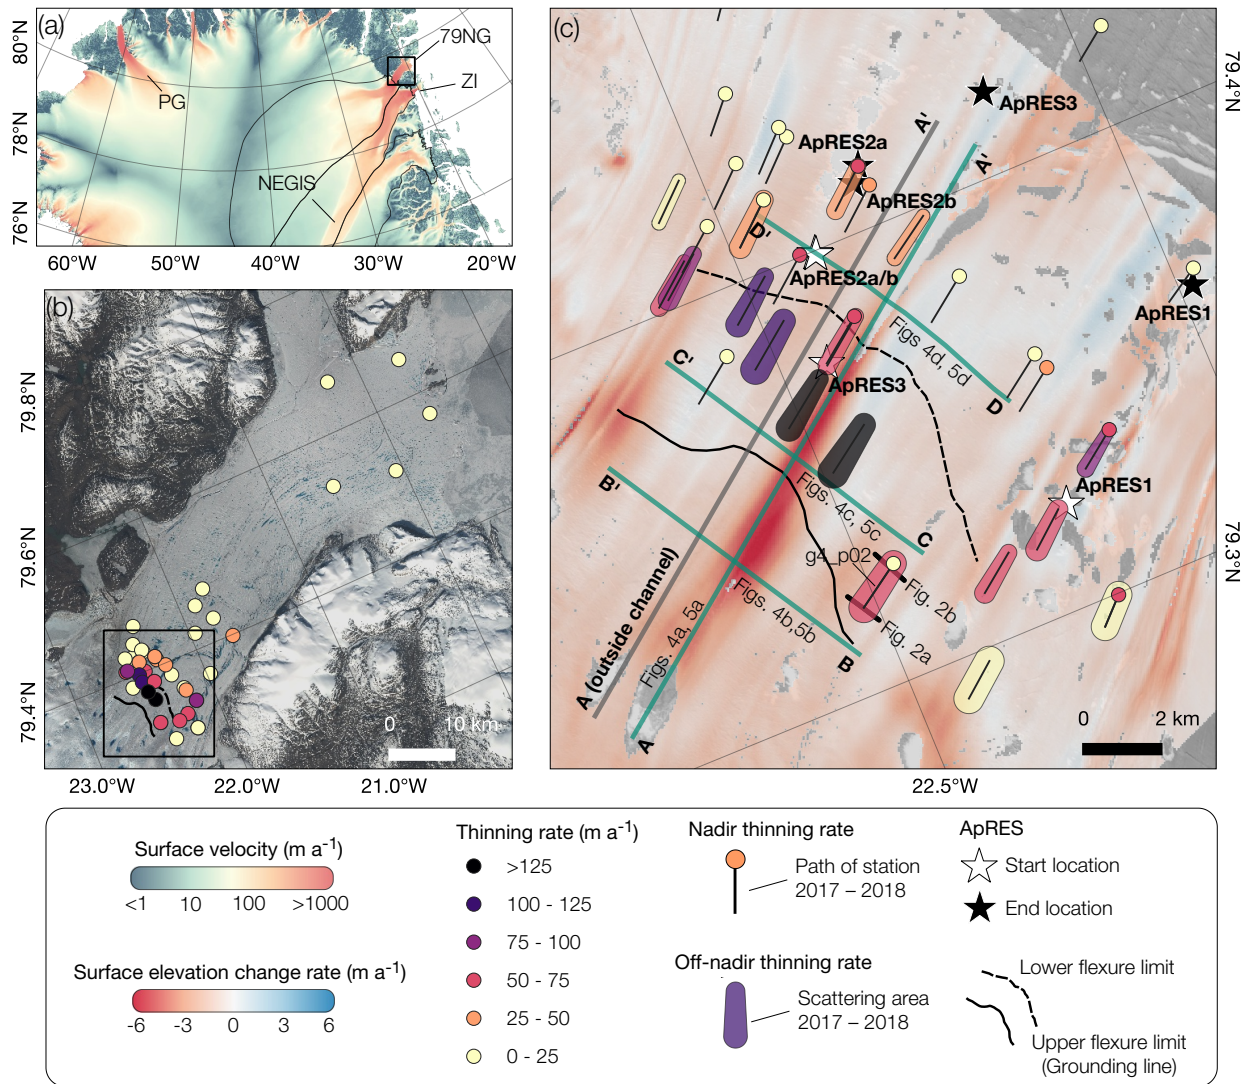 (a)
80°N
78°N
76°N
79NG
ZI
PG
NEGIS
60°W
50°W
40°W
30°W
20°W
(b)
79.8°N
79.6°N
79.4°N
0
10 km
23.0°W
22.0°W
21.0°W
(c)
79.4°N
79.3°N
ApRES3
A'
A'
ApRES2a
ApRES2b
D'
ApRES2a/b
ApRES1
Figs 4d, 5d
C'
ApRES3
D
B'
Figs. 4c, 5c
ApRES1
C
g4_p02
Fig. 2b
A (outside channel)
Figs. 4b,5b
Fig. 2a
Figs. 4a, 5a
B
A
0
2 km
22.5°W
Surface velocity (m a⁻¹)
<1
10
100
>1000
Surface elevation change rate (m a⁻¹)
-6
-3
0
3
6
Thinning rate (m a⁻¹)
>125
100 - 125
75 - 100
50 - 75
25 - 50
0 - 25
Nadir thinning rate
Path of station
2017 – 2018
Off-nadir thinning rate
Scattering area
2017 – 2018
ApRES
Start location
End location
Lower flexure limit
Upper flexure limit
(Grounding line)